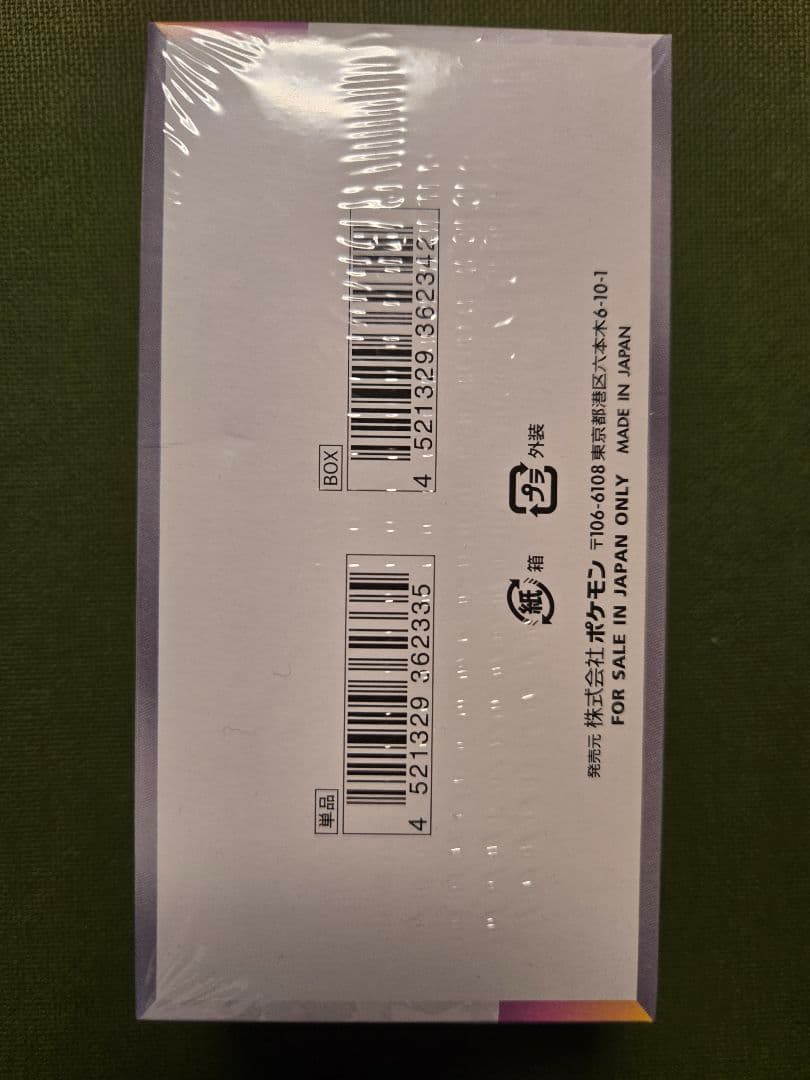 単品
4 521329 362335
BOX
4 521329 362342
紙 箱
プラ 外装
発売元 株式会社 ポケモン 〒106-6108 東京都港区六本木6-10-1
FOR SALE IN JAPAN ONLY MADE IN JAPAN